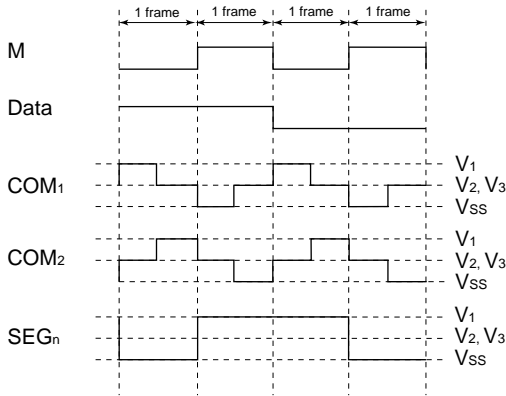 1 frame 1 frame 1 frame 1 frame
M
Data
COM1
V1
V2, V3
VSS
COM2
V1
V2, V3
VSS
SEGn
V1
V2, V3
VSS